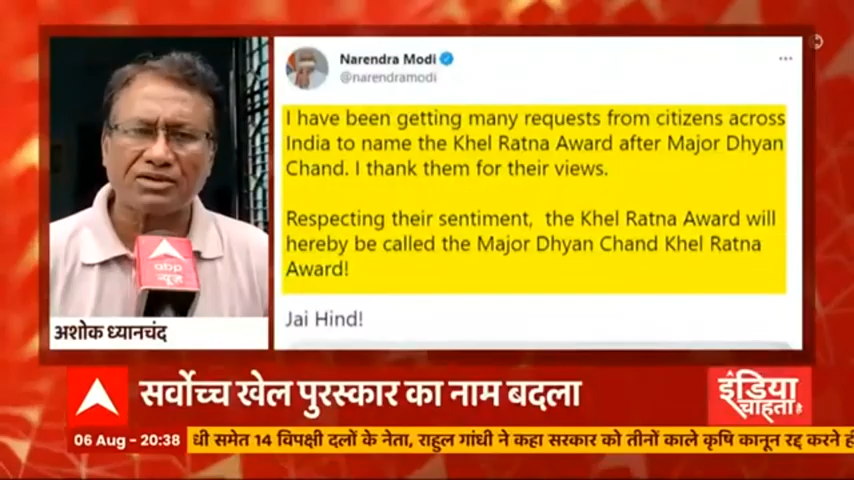 Narendra Modi
@narendramodi
I have been getting many requests from citizens across
India to name the Khel Ratna Award after Major Dhyan
Chand. I thank them for their views.
Respecting their sentiment, the Khel Ratna Award will
hereby be called the Major Dhyan Chand Khel Ratna
Award!
Jai Hind!
abp
न्यूज़
अशोक ध्यानचंद
सर्वोच्च खेल पुरस्कार का नाम बदला
इंडिया
चाहता है
06 Aug - 20:38
धी समेत 14 विपक्षी दलों के नेता, राहुल गांधी ने कहा सरकार को तीनों काले कृषि कानून रद्द करने ह